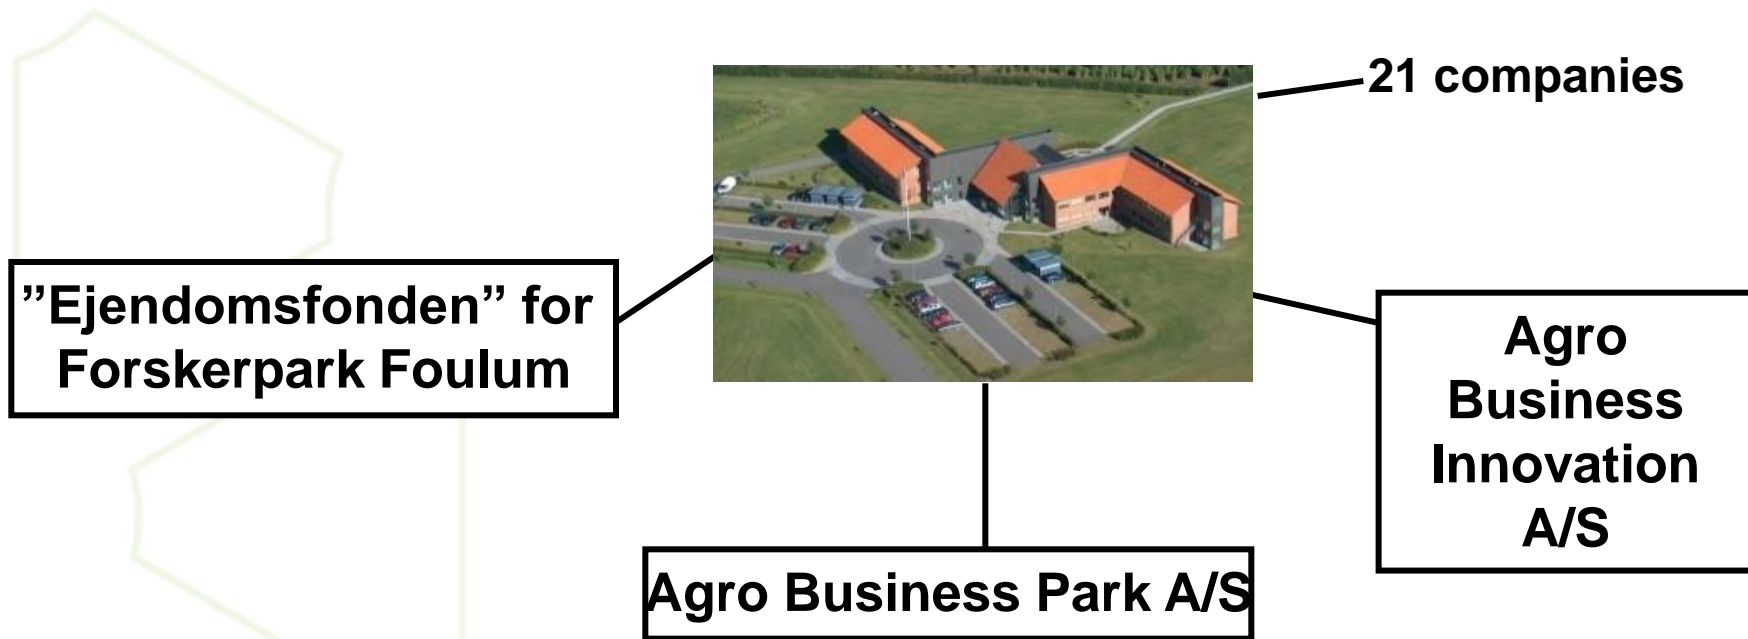 21 companies
”Ejendomsfonden” for
Forskerpark Foulum
Agro
Business
Innovation
A/S
Agro Business Park A/S